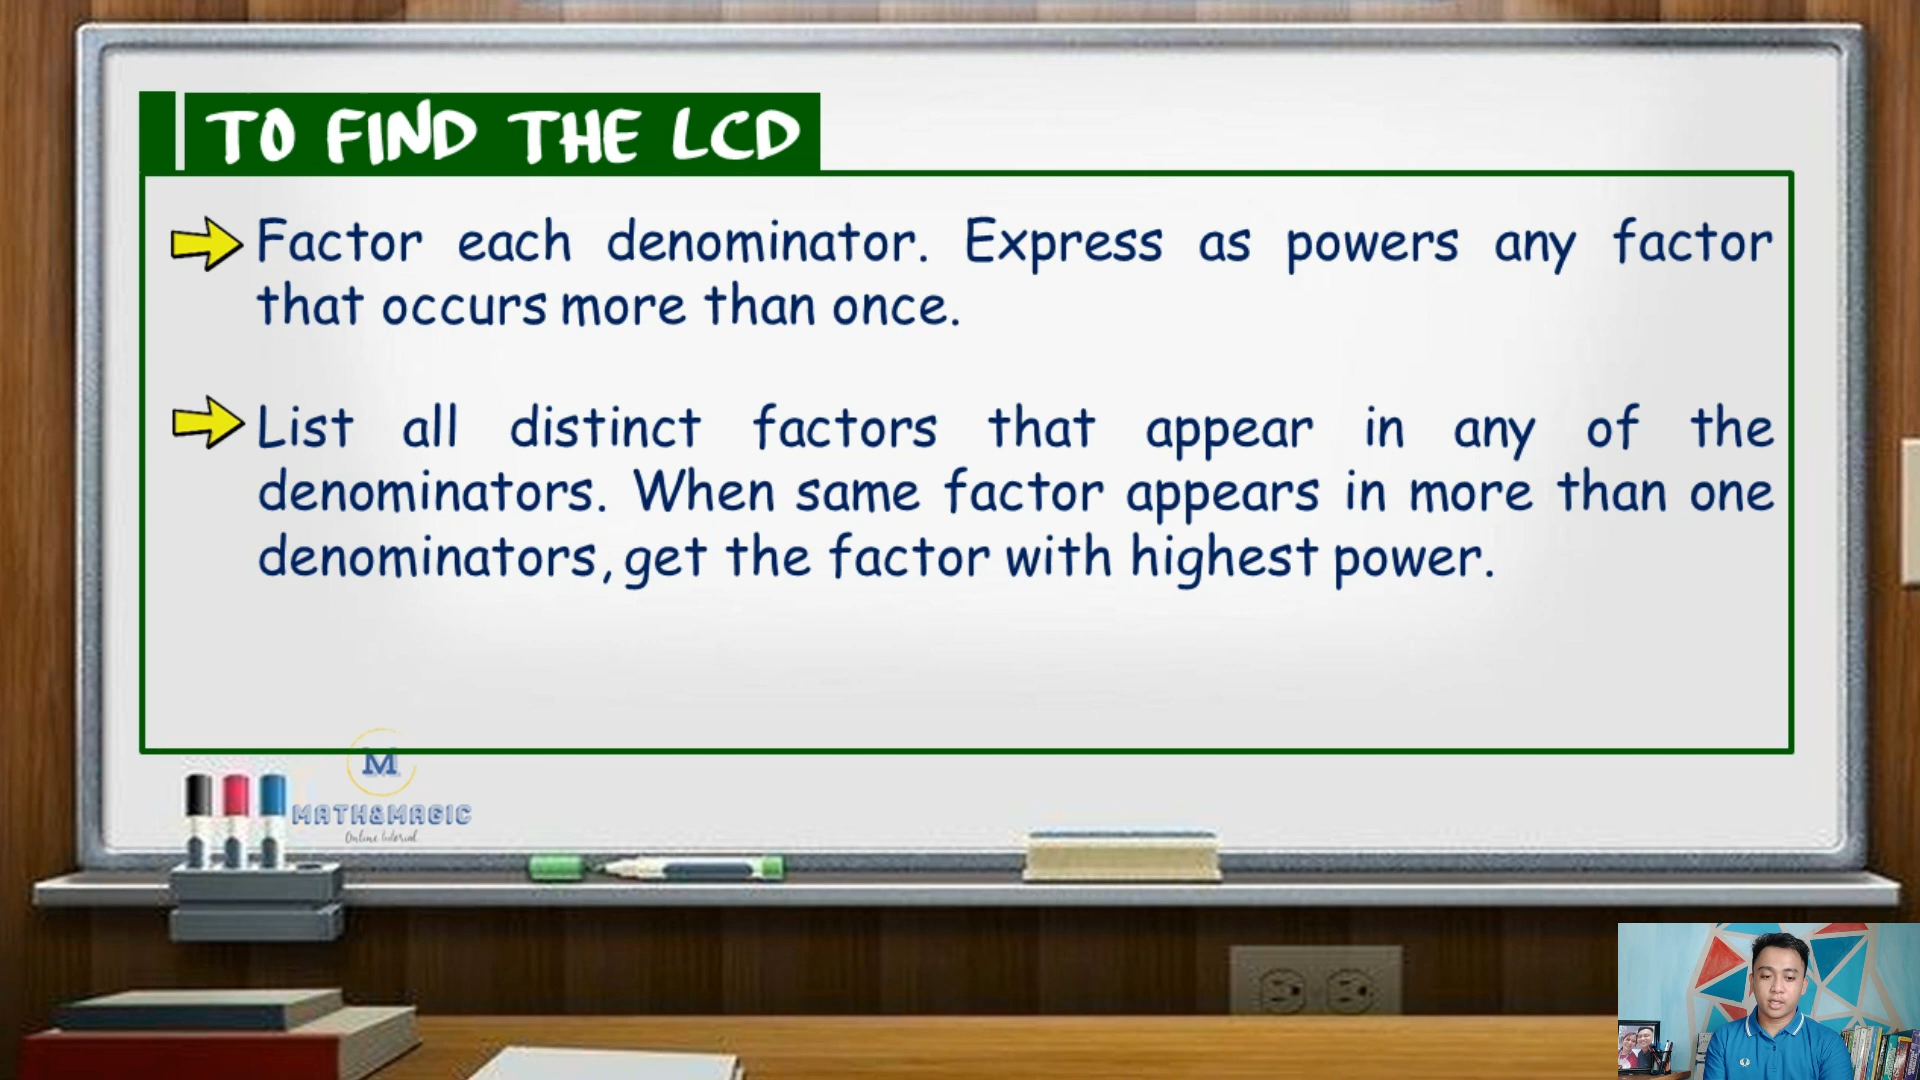 TO FIND THE LCD
Factor each denominator. Express as powers any factor
that occurs more than once.
List all distinct factors that appear in any of the
denominators. When same factor appears in more than one
denominators, get the factor with highest power.
M
MATH&MAGIC
Online tutorial